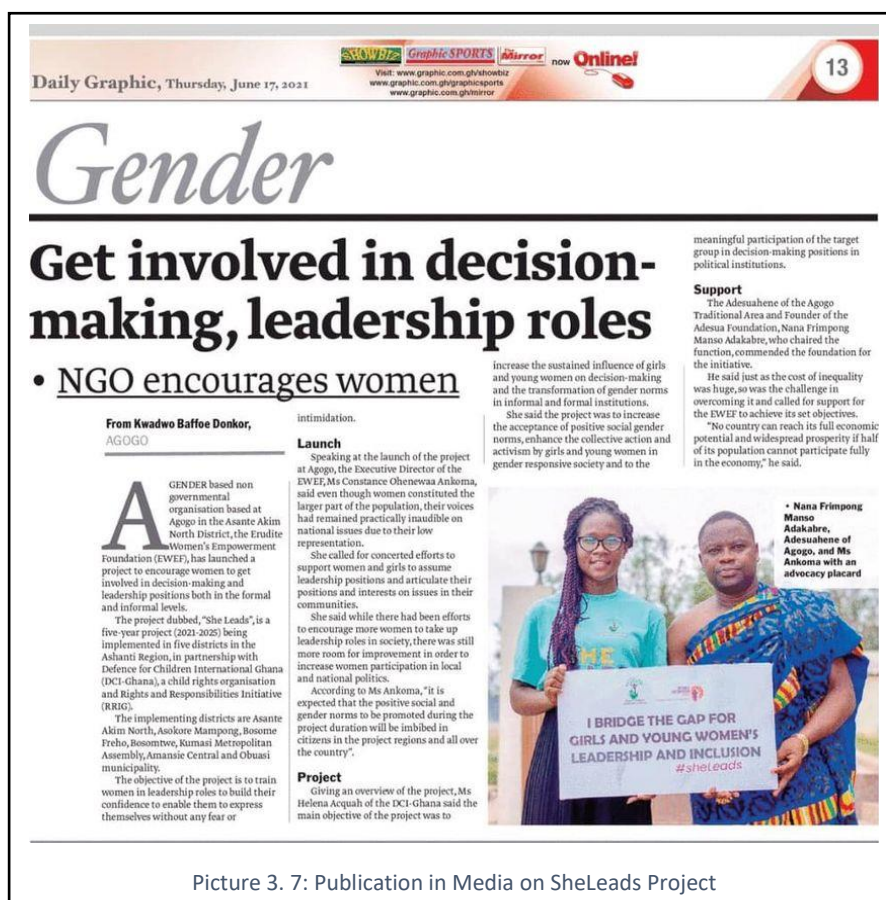 Daily Graphic, Thursday, June 17, 2021
SHOWBIZ Graphic SPORTS The Mirror now Online!
Visit: www.graphic.com.gh/showbiz
www.graphic.com.gh/graphicsports
www.graphic.com.gh/mirror
13
Gender
Get involved in decision-
making, leadership roles
• NGO encourages women
From Kwadwo Baffoe Donkor,
AGOGO
A GENDER based non
governmental
organisation based at
Agogo in the Asante Akim
North District, the Erudite
Women's Empowerment
Foundation (EWEF), has launched a
project to encourage women to get
involved in decision-making and
leadership positions both in the formal
and informal levels.
The project dubbed, "She Leads", is a
five-year project (2021-2025) being
implemented in five districts in the
Ashanti Region, in partnership with
Defence for Children International Ghana
(DCI-Ghana), a child rights organisation
and Rights and Responsibilities Initiative
(RRIG).
The implementing districts are Asante
Akim North, Asokore Mampong, Bosome
Freho, Bosomtwe, Kumasi Metropolitan
Assembly, Amansie Central and Obuasi
municipality.
The objective of the project is to train
women in leadership roles to build their
confidence to enable them to express
themselves without any fear or
intimidation.
Launch
Speaking at the launch of the project
at Agogo, the Executive Director of the
EWEF, Ms Constance Ohenewaa Ankoma,
said even though women constituted the
larger part of the population, their voices
had remained practically inaudible on
national issues due to their low
representation.
She called for concerted efforts to
support women and girls to assume
leadership positions and articulate their
positions and interests on issues in their
communities.
She said while there had been efforts
to encourage more women to take up
leadership roles in society, there was still
more room for improvement in order to
increase women participation in local
and national politics.
According to Ms Ankoma, "it is
expected that the positive social and
gender norms to be promoted during the
project duration will be imbibed in
citizens in the project regions and all over
the country".
Project
Giving an overview of the project, Ms
Helena Acquah of the DCI-Ghana said the
main objective of the project was to
increase the sustained influence of girls
and young women on decision-making
and the transformation of gender norms
in informal and formal institutions.
She said the project was to increase
the acceptance of positive social gender
norms, enhance the collective action and
activism by girls and young women in
gender responsive society and to the
meaningful participation of the target
group in decision-making positions in
political institutions.
Support
The Adesuahene of the Agogo
Traditional Area and Founder of the
Adesua Foundation, Nana Frimpong
Manso Adakabre, who chaired the
function, commended the foundation for
the initiative.
He said just as the cost of inequality
was huge, so was the challenge in
overcoming it and called for support for
the EWEF to achieve its set objectives.
"No country can reach its full economic
potential and widespread prosperity if half
of its population cannot participate fully
in the economy," he said.
• Nana Frimpong
Manso
Adakabre,
Adesuahene of
Agogo, and Ms
Ankoma with an
advocacy placard
I BRIDGE THE GAP FOR
GIRLS AND YOUNG WOMEN'S
LEADERSHIP AND INCLUSION
#sheLeads
Picture 3. 7: Publication in Media on SheLeads Project